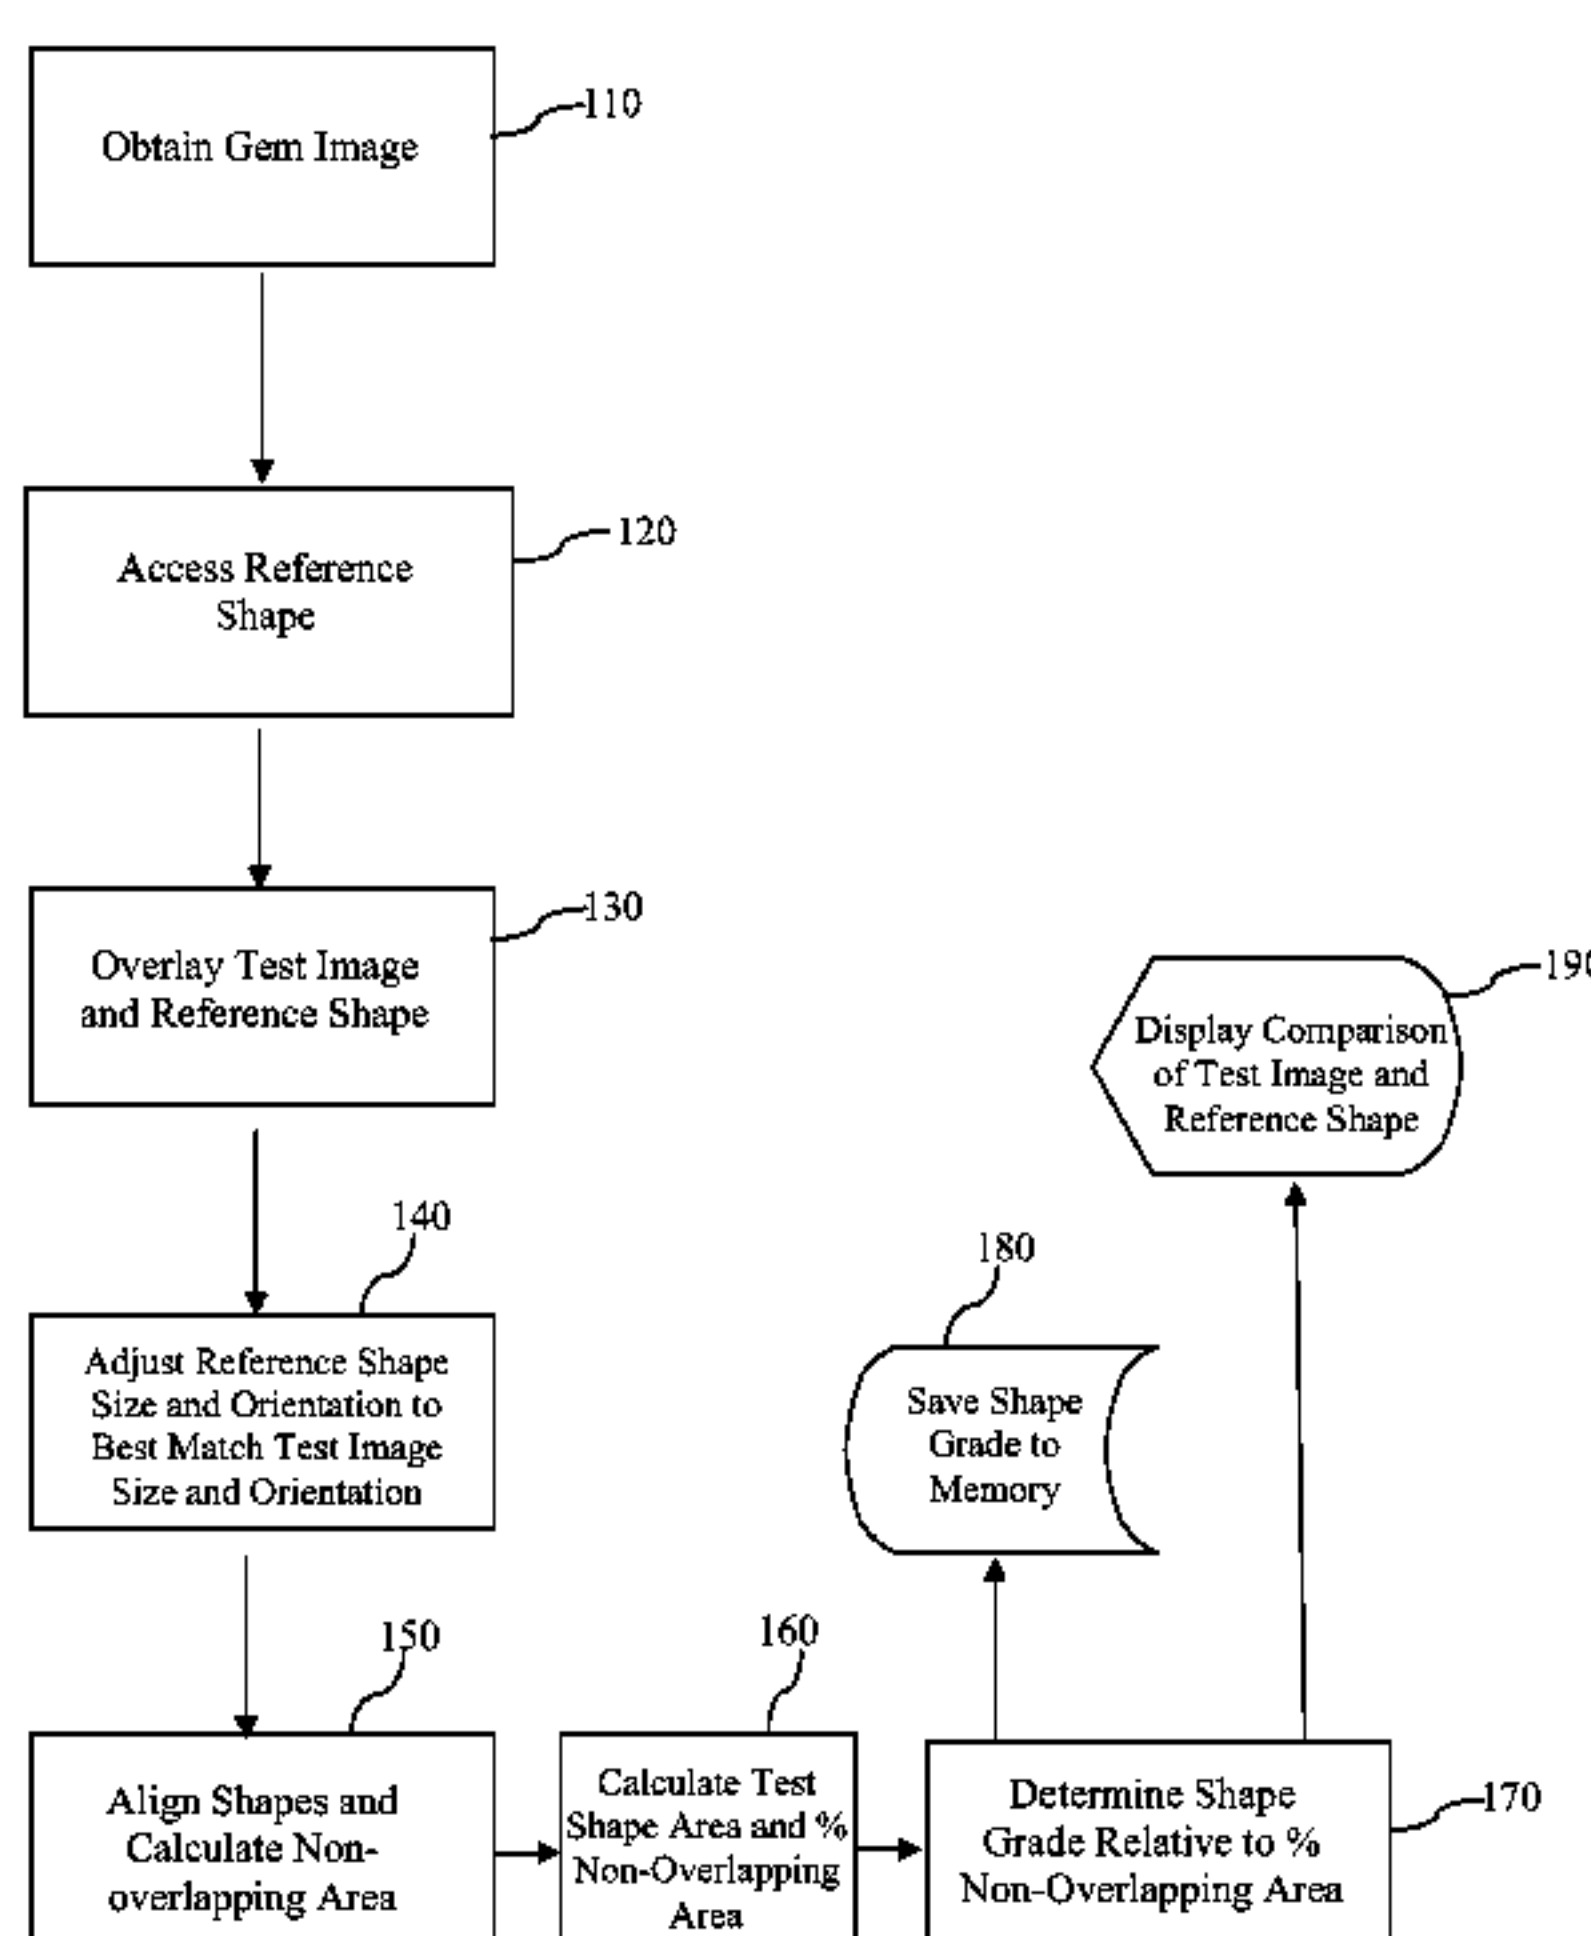 Obtain Gem Image
110
Access Reference
Shape
120
Overlay Test Image
and Reference Shape
130
140
Adjust Reference Shape
Size and Orientation to
Best Match Test Image
Size and Orientation
150
Align Shapes and
Calculate Non-
overlapping Area
160
Calculate Test
Shape Area and %
Non-Overlapping
Area
Determine Shape
Grade Relative to %
Non-Overlapping Area
170
180
Save Shape
Grade to
Memory
190
Display Comparison
of Test Image and
Reference Shape